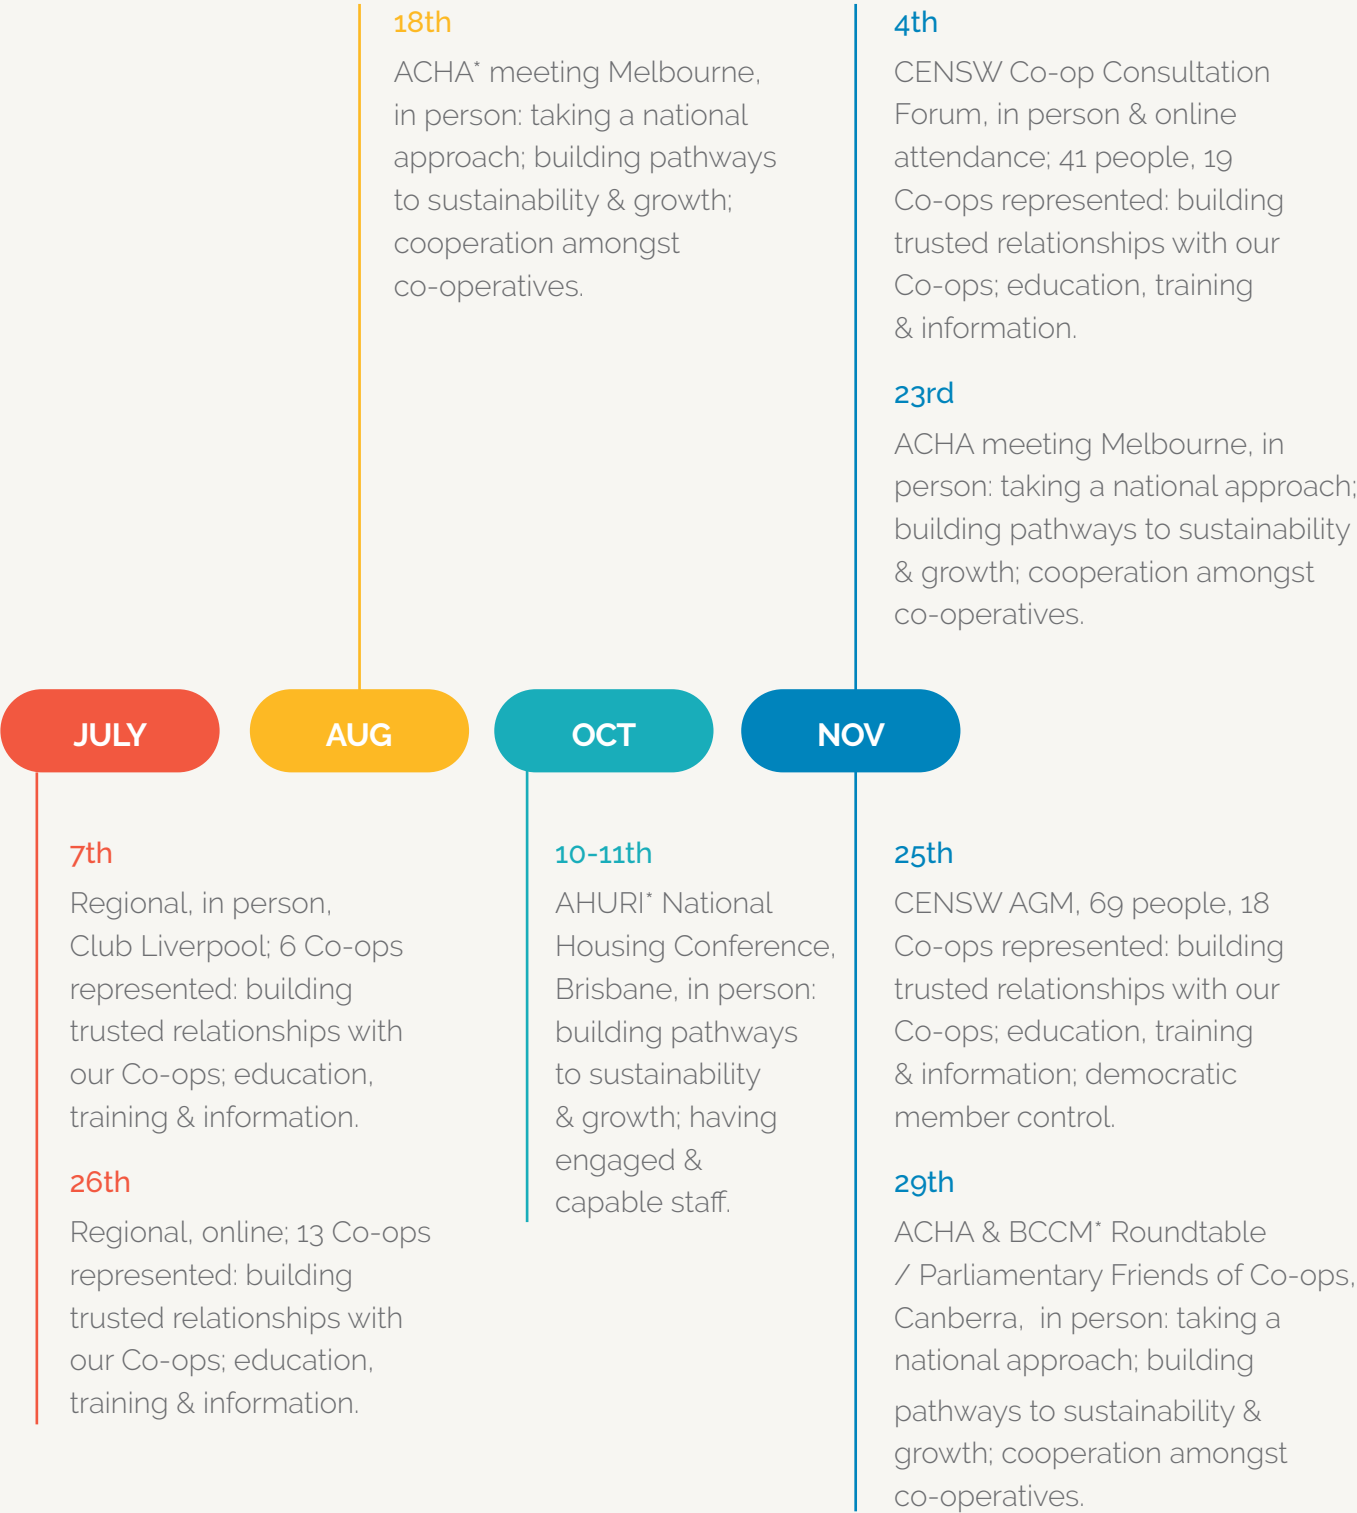 18th
ACHA* meeting Melbourne,
in person: taking a national
approach; building pathways
to sustainability & growth;
cooperation amongst
co-operatives.
4th
CENSW Co-op Consultation
Forum, in person & online
attendance; 41 people, 19
Co-ops represented: building
trusted relationships with our
Co-ops; education, training
& information.
23rd
ACHA meeting Melbourne, in
person: taking a national approach;
building pathways to sustainability
& growth; cooperation amongst
co-operatives.
JULY
AUG
OCT
NOV
7th
Regional, in person,
Club Liverpool; 6 Co-ops
represented: building
trusted relationships with
our Co-ops; education,
training & information.
26th
Regional, online; 13 Co-ops
represented: building
trusted relationships with
our Co-ops; education,
training & information.
10-11th
AHURI* National
Housing Conference,
Brisbane, in person:
building pathways
to sustainability
& growth; having
engaged &
capable staff.
25th
CENSW AGM, 69 people, 18
Co-ops represented: building
trusted relationships with our
Co-ops; education, training
& information; democratic
member control.
29th
ACHA & BCCM* Roundtable
/ Parliamentary Friends of Co-ops,
Canberra,  in person: taking a
national approach; building
pathways to sustainability &
growth; cooperation amongst
co-operatives.